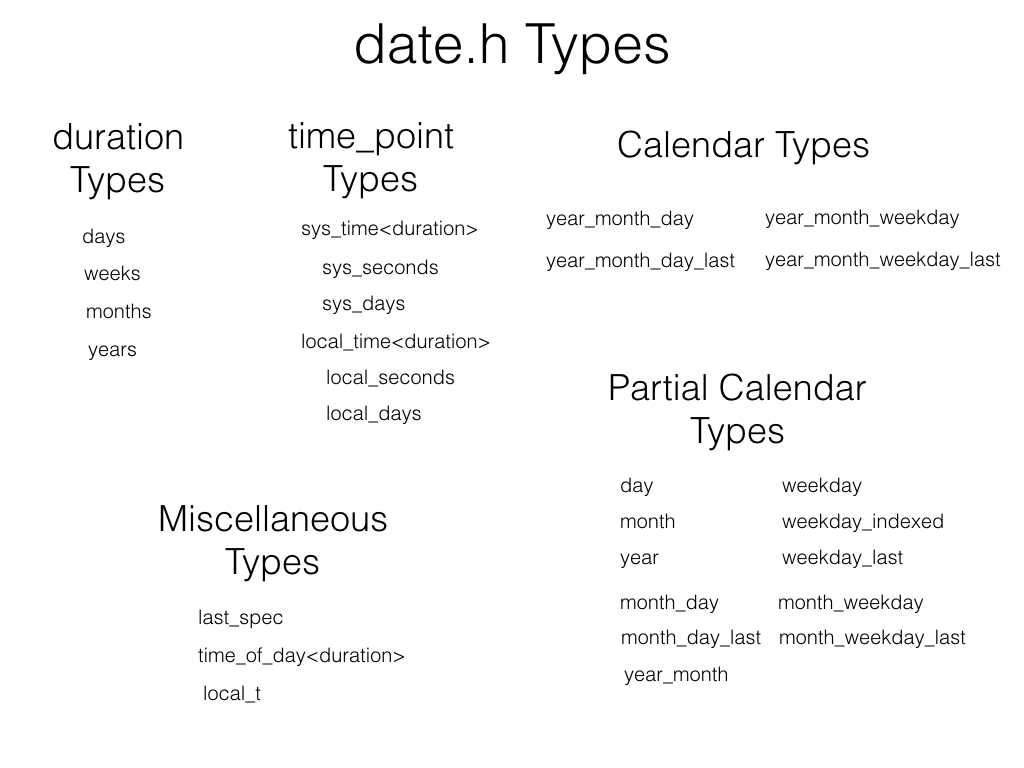 date.h Types
duration
Types
days
weeks
months
years
time_point
Types
sys_time<duration>
sys_seconds
sys_days
local_time<duration>
local_seconds
local_days
Calendar Types
year_month_day
year_month_weekday
year_month_day_last
year_month_weekday_last
Partial Calendar
Types
day
weekday
month
weekday_indexed
year
weekday_last
month_day
month_weekday
month_day_last
month_weekday_last
year_month
Miscellaneous
Types
last_spec
time_of_day<duration>
local_t